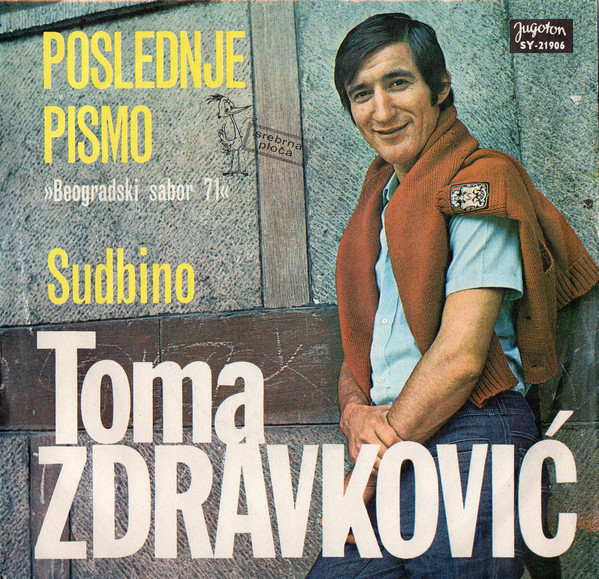 POSLEDNJE
PISMO
»Beogradski sabor 71«
Sudbino
Toma
ZDRAVKOVIĆ
Jugoton
SY-21906
srebrna
ploča